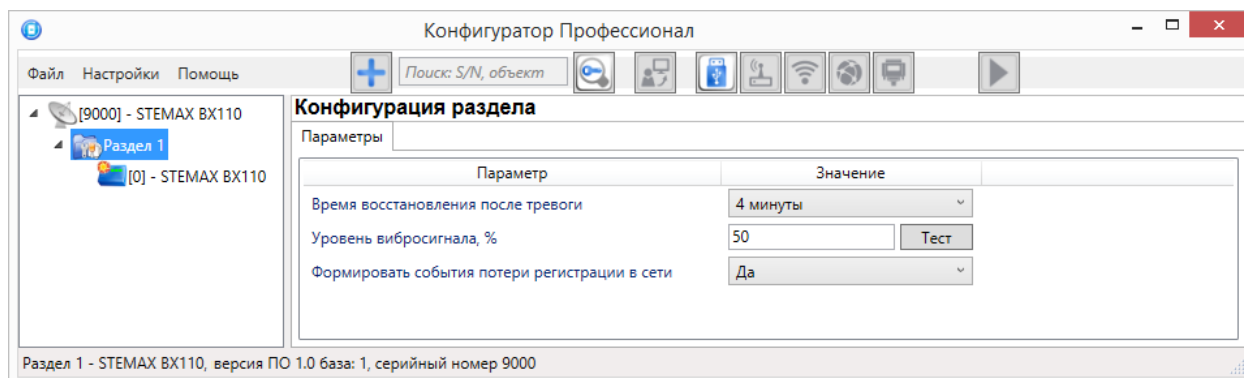 Конфигуратор Профессионал
Файл Настройки Помощь Поиск: S/N, объект
[9000] - STEMAX BX110
Раздел 1
[0] - STEMAX BX110
Конфигурация раздела
Параметры
Параметр Значение
Время восстановления после тревоги 4 минуты
Уровень вибросигнала, % 50 Тест
Формировать события потери регистрации в сети Да
Раздел 1 - STEMAX BX110, версия ПО 1.0 база: 1, серийный номер 9000